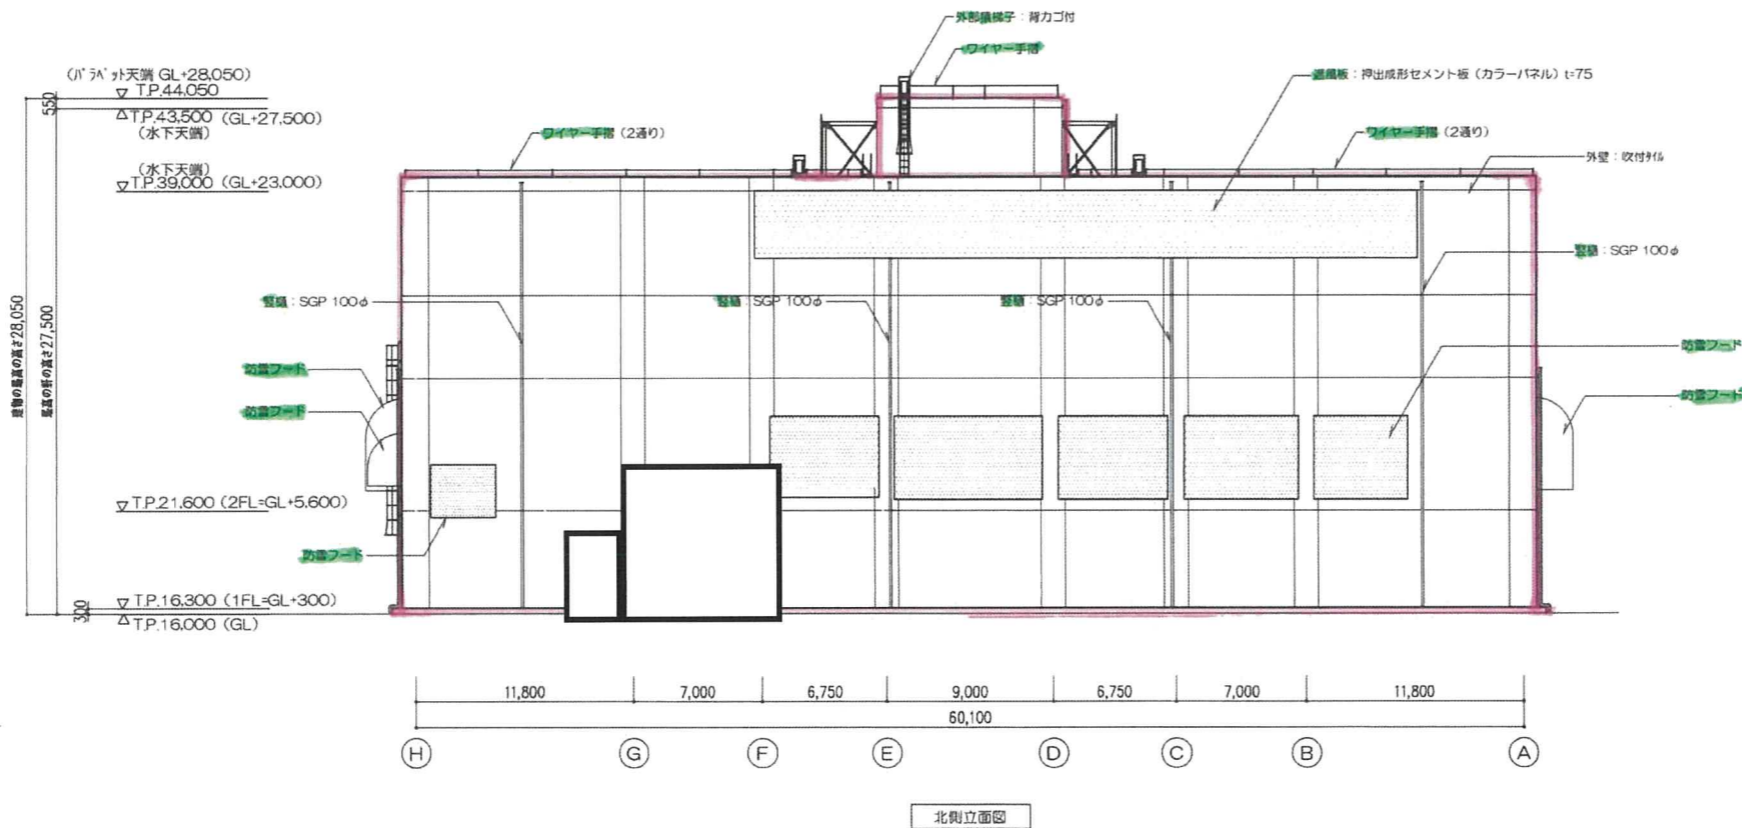 外部猿梯子：背カゴ付
ワイヤー手摺
遮風板：押出成形セメント板（カラーパネル）t=75
(パラペット天端 GL+28,050)
T.P.44,050
550
T.P.43,500 (GL+27,500)
(水下天端)
ワイヤー手摺（2通り）
ワイヤー手摺（2通り）
外壁：吹付タイル
(水下天端)
T.P.39,000 (GL+23,000)
竪樋：SGP 100φ
竪樋：SGP 100φ
竪樋：SGP 100φ
竪樋：SGP 100φ
建物の最高の高さ28,050
最高の軒の高さ27,500
防雪フード
防雪フード
防雪フード
防雪フード
T.P.21,600 (2FL=GL+5,600)
防雪フード
T.P.16,300 (1FL=GL+300)
300
T.P.16,000 (GL)
11,800 7,000 6,750 9,000 6,750 7,000 11,800
60,100
H G F E D C B A
北側立面図